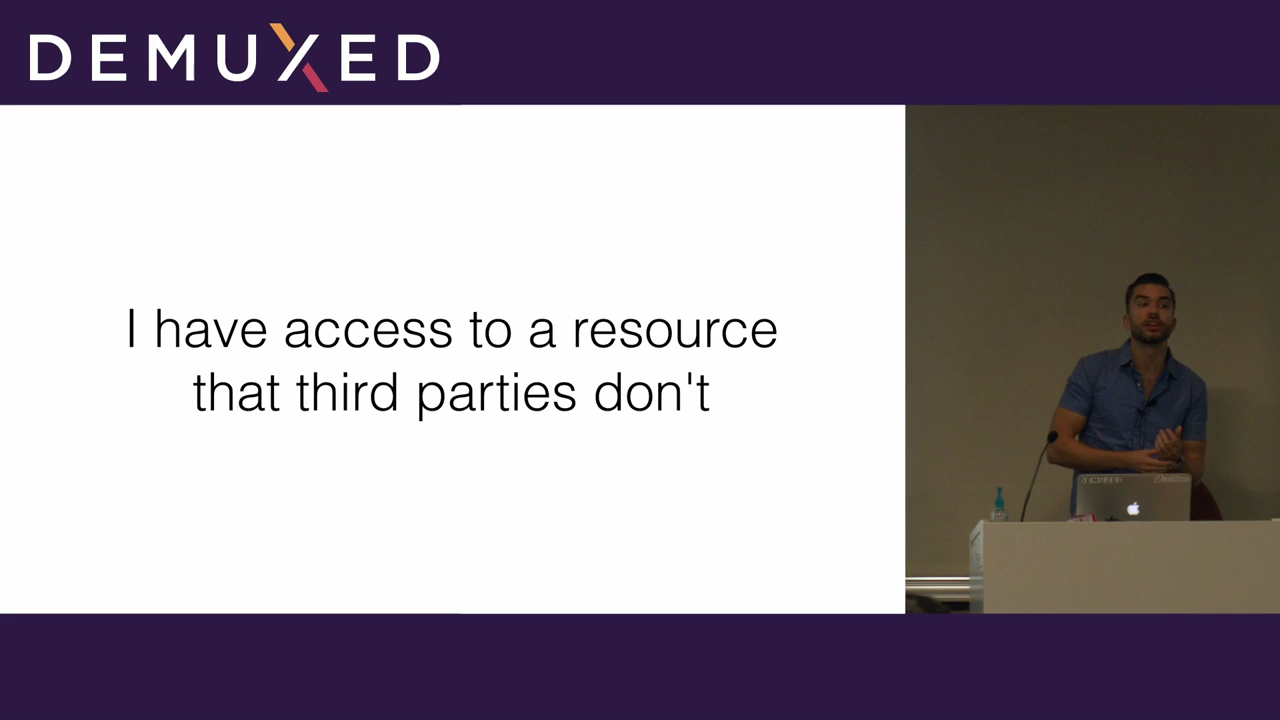 DEMUXED
I have access to a resource
that third parties don't